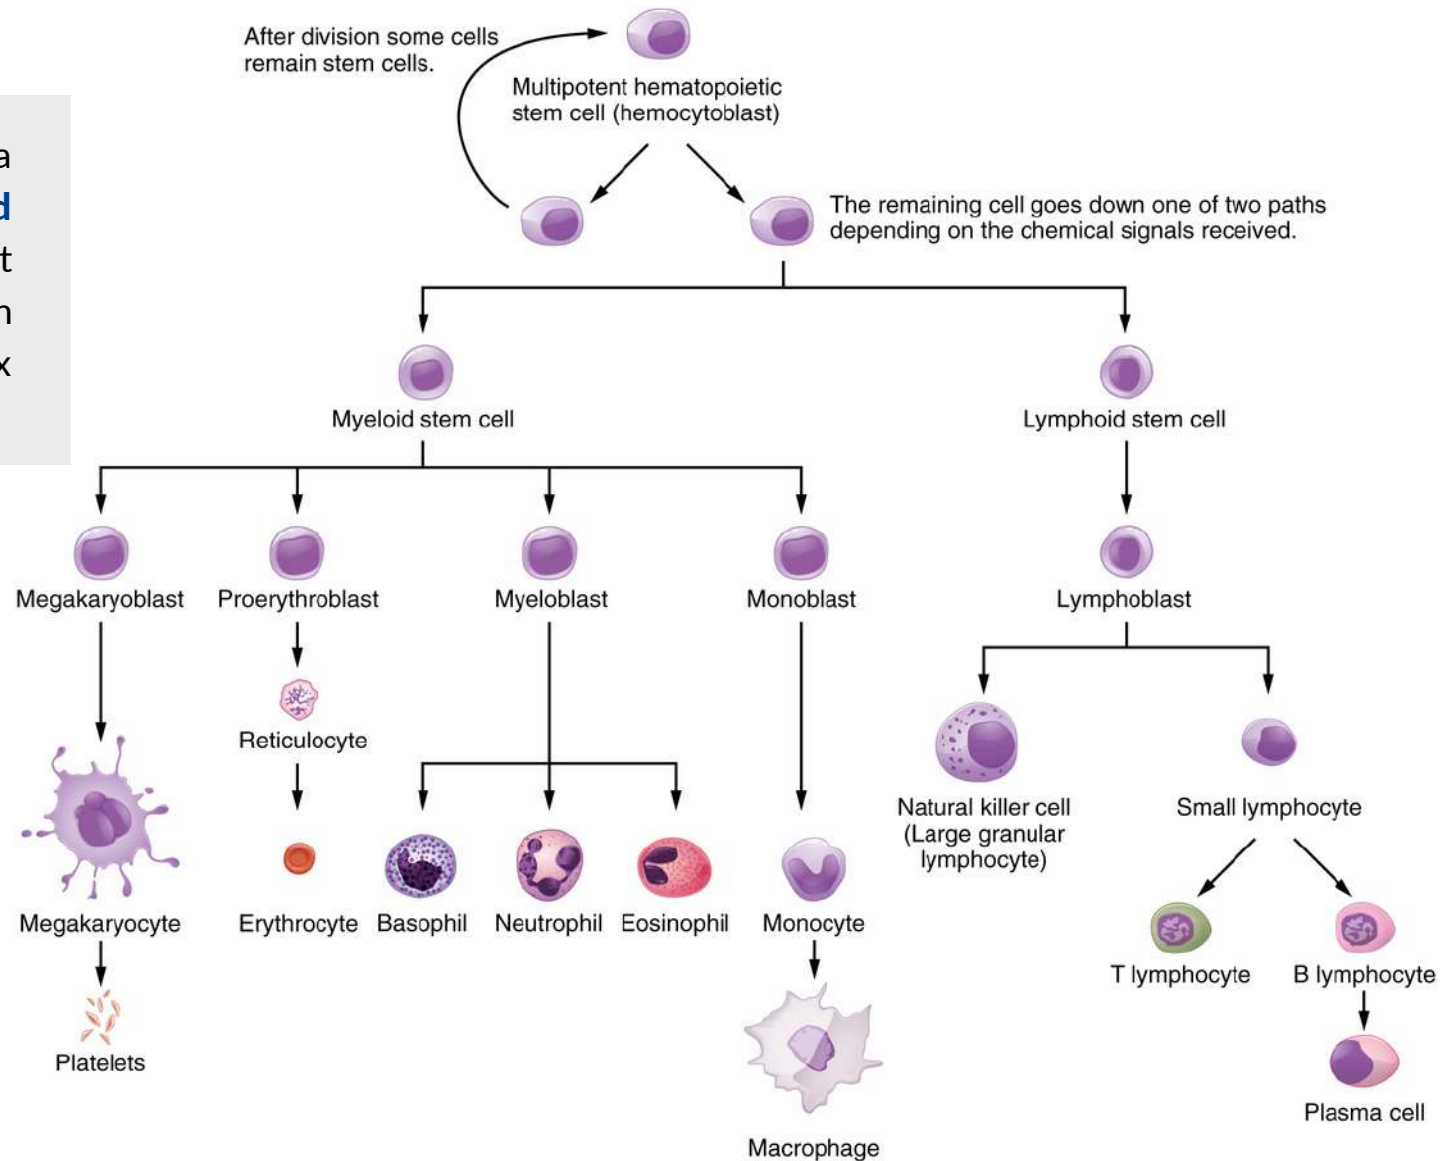 After division some cells
remain stem cells.
Multipotent hematopoietic
stem cell (hemocytoblast)
a
d
t
n
x
The remaining cell goes down one of two paths
depending on the chemical signals received.
Myeloid stem cell
Lymphoid stem cell
Megakaryoblast
Proerythroblast
Myeloblast
Monoblast
Lymphoblast
Reticulocyte
Natural killer cell
(Large granular
lymphocyte)
Small lymphocyte
Megakaryocyte
Erythrocyte
Basophil
Neutrophil
Eosinophil
Monocyte
T lymphocyte
B lymphocyte
Platelets
Plasma cell
Macrophage